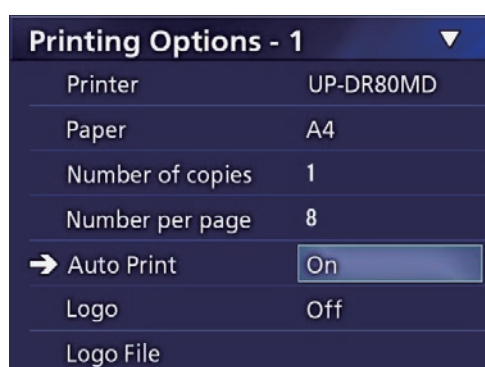 Printing Options - 1
Printer UP-DR80MD
Paper A4
Number of copies 1
Number per page 8
Auto Print On
Logo Off
Logo File